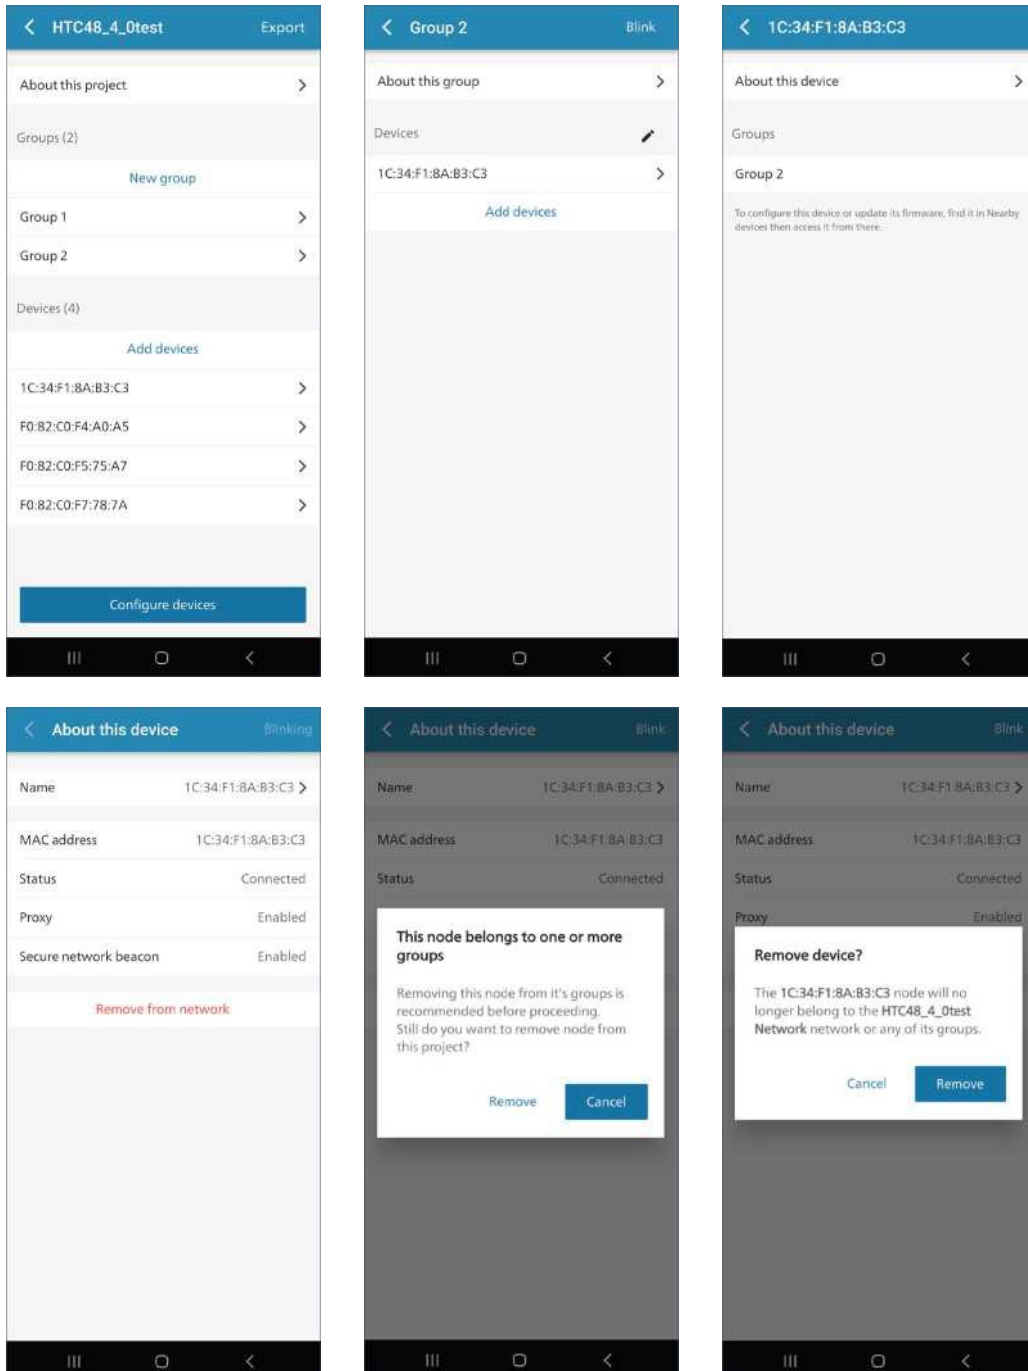 HTC48_4_0test Export
About this project
Groups (2)
New group
Group 1
Group 2
Devices (4)
Add devices
1C:34:F1:8A:B3:C3
F0:82:C0:F4:A0:A5
F0:82:C0:F5:75:A7
F0:82:C0:F7:78:7A
Configure devices
Group 2 Blink
About this group
Devices
1C:34:F1:8A:B3:C3
Add devices
1C:34:F1:8A:B3:C3
About this device
Groups
Group 2
To configure this device or update its firmware, find it in Nearby
devices then access it from there.
About this device Blinking
Name 1C:34:F1:8A:B3:C3
MAC address 1C:34:F1:8A:B3:C3
Status Connected
Proxy Enabled
Secure network beacon Enabled
Remove from network
About this device Blink
Name 1C:34:F1:8A:B3:C3
MAC address 1C:34:F1:8A:B3:C3
Status Connected
This node belongs to one or more
groups
Removing this node from it's groups is
recommended before proceeding.
Still do you want to remove node from
this project?
Remove Cancel
About this device Blink
Name 1C:34:F1:8A:B3:C3
MAC address 1C:34:F1:8A:B3:C3
Status Connected
Proxy Enabled
Remove device?
The 1C:34:F1:8A:B3:C3 node will no
longer belong to the HTC48_4_0test
Network network or any of its groups.
Cancel Remove